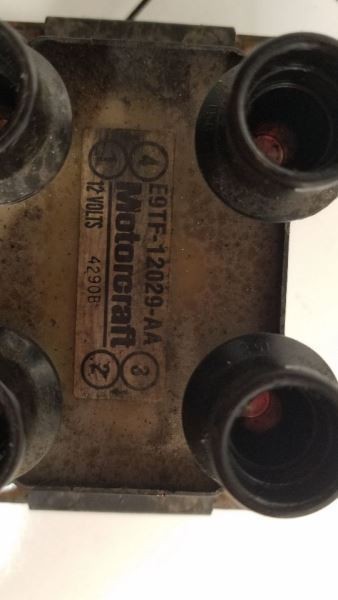 ④ E9TF-12029-AA ③
① Motorcraft ②
12 VOLTS 4290B